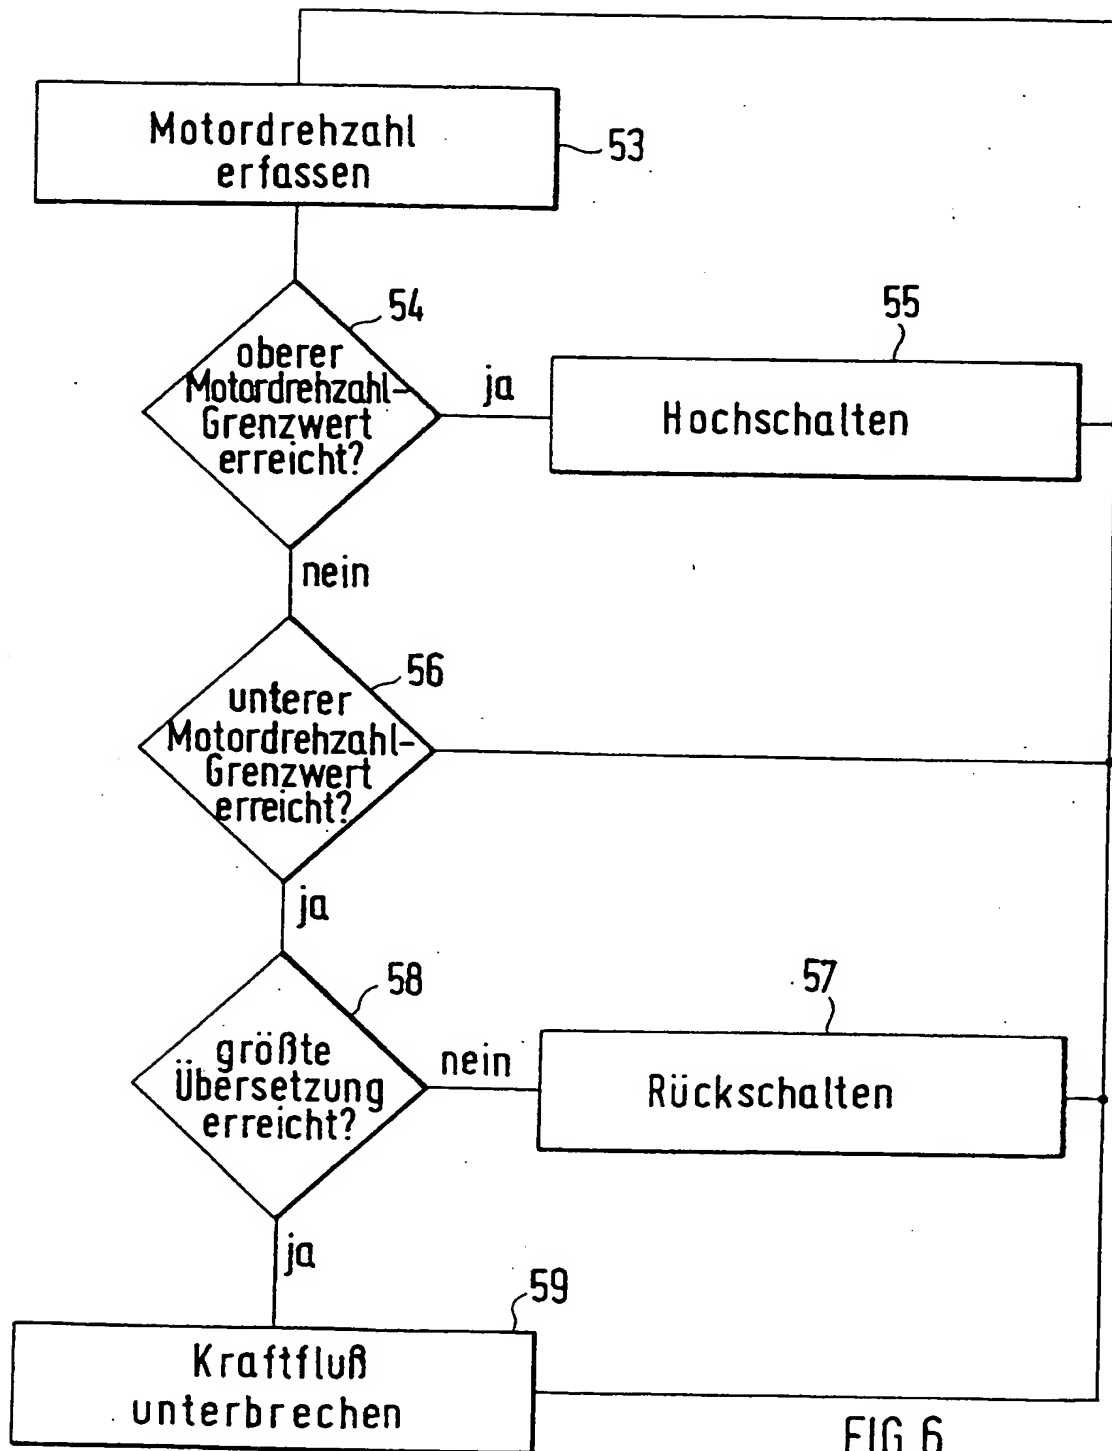 Motordrehzahl
erfassen
53
54
oberer
Motordrehzahl-
Grenzwert
erreicht?
ja
55
Hochschalten
nein
56
unterer
Motordrehzahl-
Grenzwert
erreicht?
ja
58
größte
Übersetzung
erreicht?
nein
57
Rückschalten
ja
59
Kraftfluß
unterbrechen
FIG 6